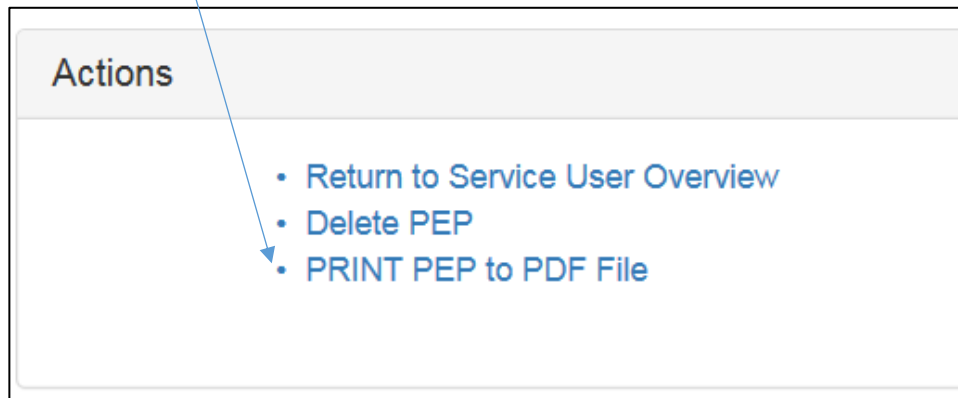 Actions
• Return to Service User Overview
• Delete PEP
• PRINT PEP to PDF File